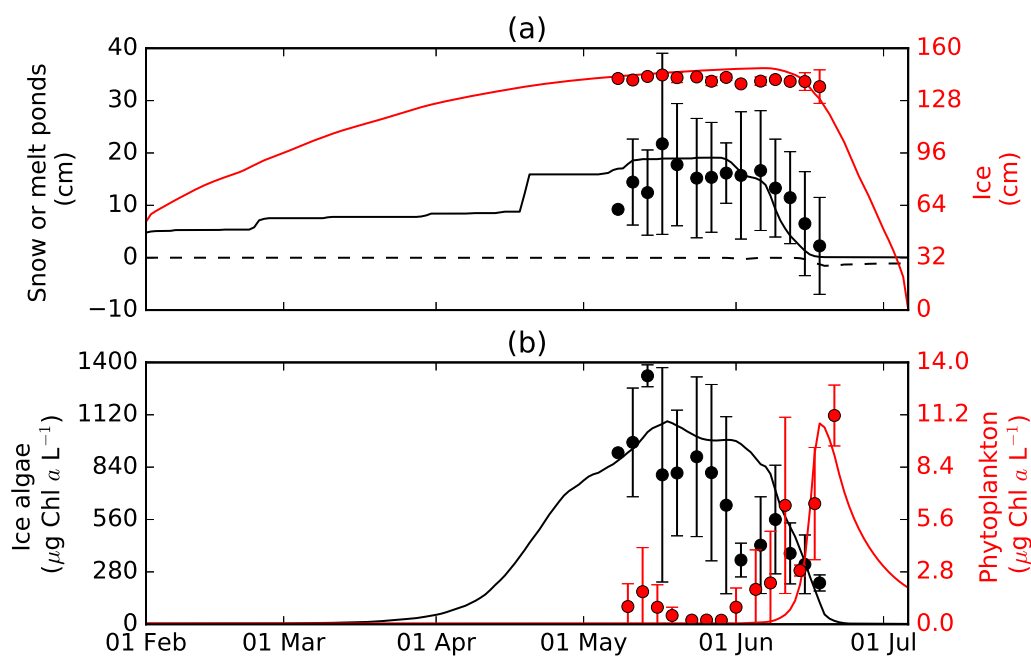 (a)
40
30
20
10
0
−10
Snow or melt ponds
(cm)
160
128
96
64
32
0
Ice
(cm)
(b)
1400
1120
840
560
280
0
Ice algae
(μg Chl a L−1)
14.0
11.2
8.4
5.6
2.8
0.0
Phytoplankton
(μg Chl a L−1)
01 Feb 01 Mar 01 Apr 01 May 01 Jun 01 Jul